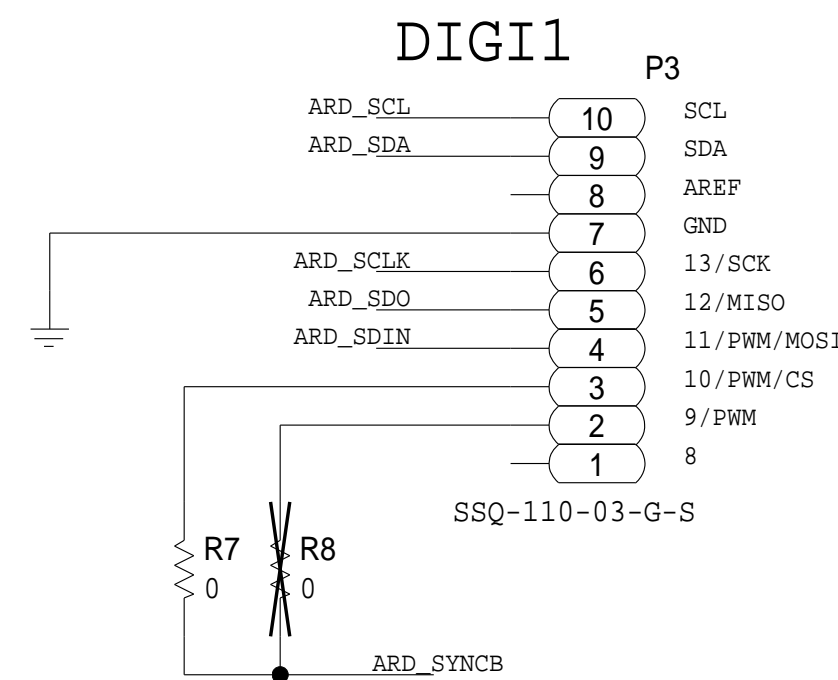 DIGI1
P3
ARD_SCL 10 SCL
ARD_SDA 9 SDA
8 AREF
7 GND
ARD_SCLK 6 13/SCK
ARD_SDO 5 12/MISO
ARD_SDIN 4 11/PWM/MOSI
3 10/PWM/CS
2 9/PWM
1 8
SSQ-110-03-G-S
R7 R8
0 0
ARD_SYNCB